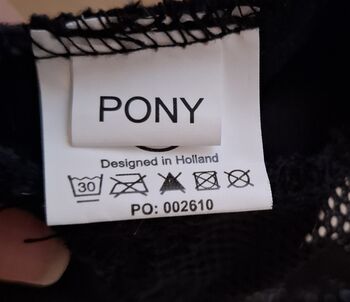 PONY
Designed in Holland
30
PO: 002610